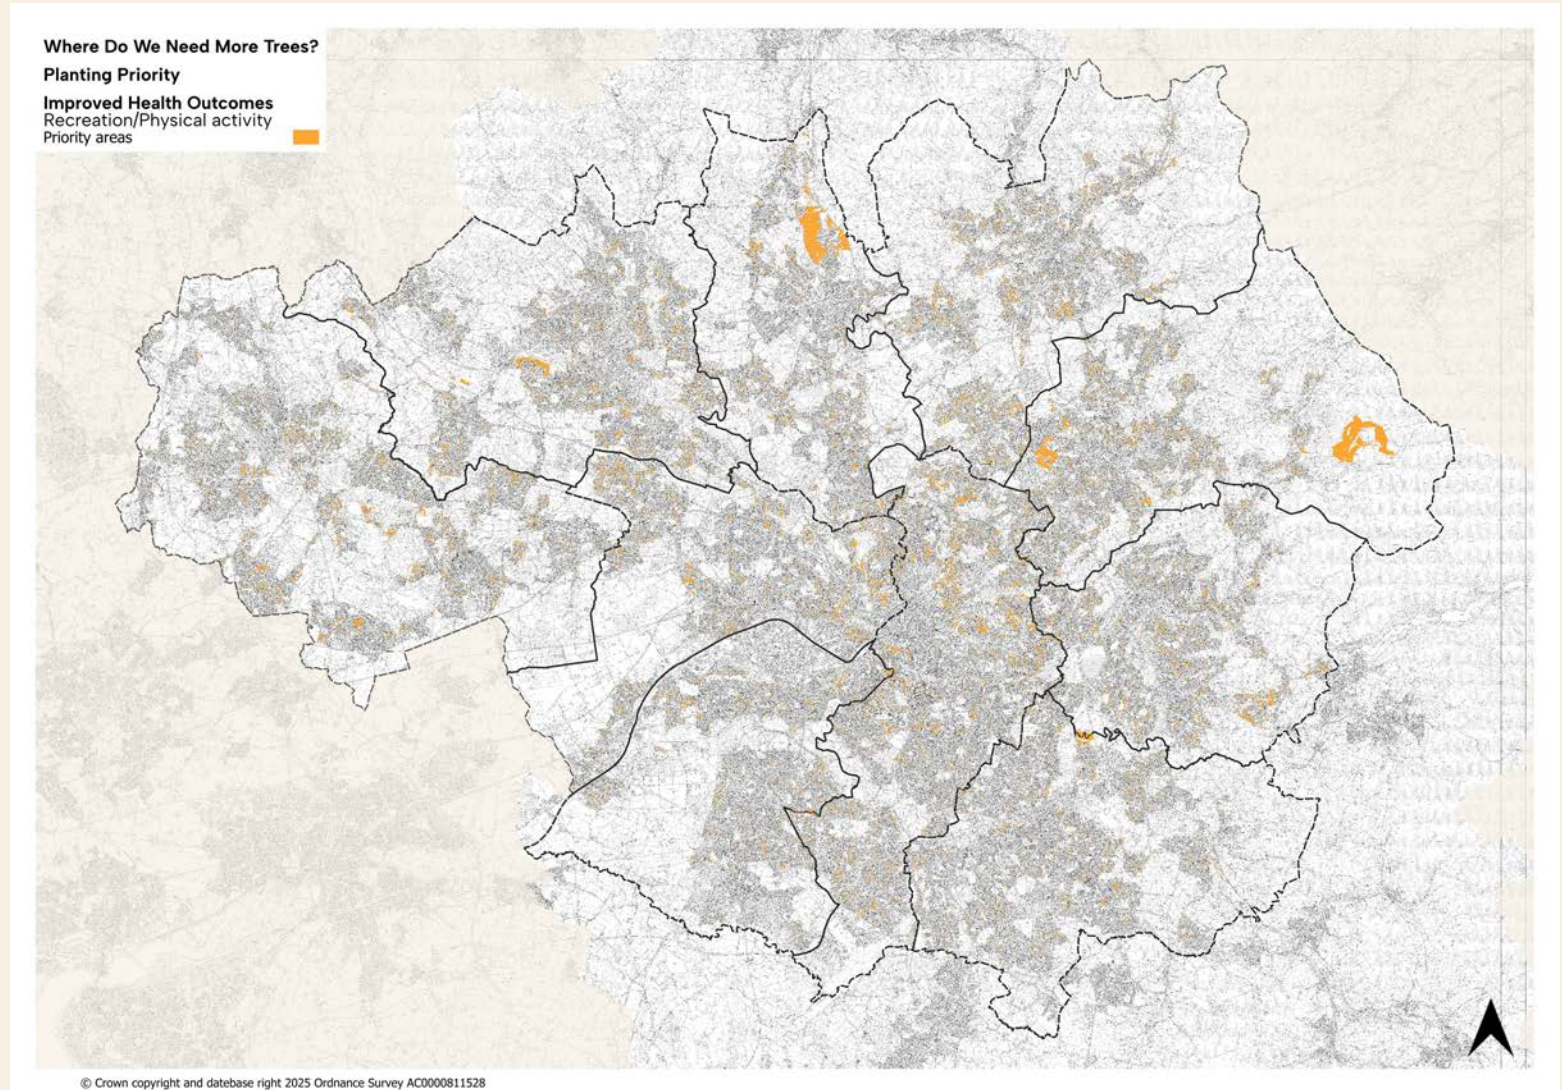 Where Do We Need More Trees?
Planting Priority
Improved Health Outcomes
Recreation/Physical activity
Priority areas
© Crown copyright and datebase right 2025 Ordnance Survey AC0000811528